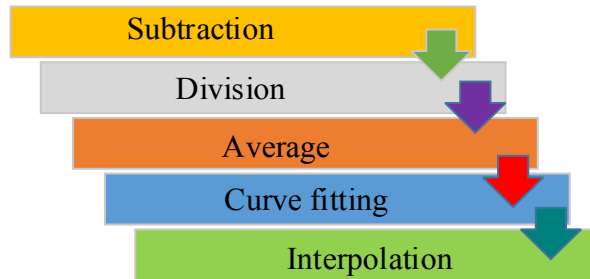 Subtraction
Division
Average
Curve fitting
Interpolation